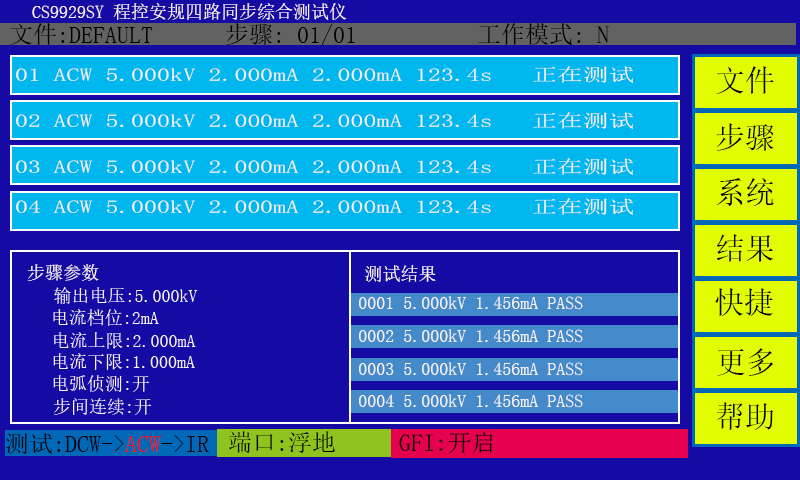 CS9929SY 程控安规四路同步综合测试仪
文件:DEFAULT 步骤: 01/01 工作模式: N
01 ACW 5.000kV 2.000mA 2.000mA 123.4s 正在测试
02 ACW 5.000kV 2.000mA 2.000mA 123.4s 正在测试
03 ACW 5.000kV 2.000mA 2.000mA 123.4s 正在测试
04 ACW 5.000kV 2.000mA 2.000mA 123.4s 正在测试
步骤参数
输出电压:5.000kV
电流档位:2mA
电流上限:2.000mA
电流下限:1.000mA
电弧侦测:开
步间连续:开
测试结果
0001 5.000kV 1.456mA PASS
0002 5.000kV 1.456mA PASS
0003 5.000kV 1.456mA PASS
0004 5.000kV 1.456mA PASS
测试:DCW->ACW->IR 端口:浮地 GFI:开启
文件
步骤
系统
结果
快捷
更多
帮助